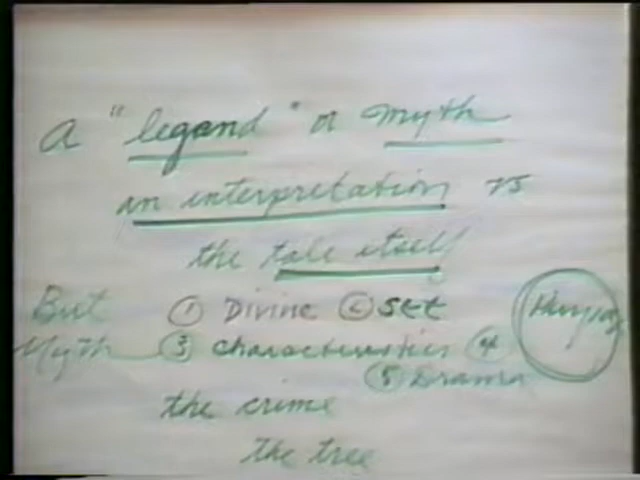 A "legend" or myth
an interpretation vs
the tale itself
But ① Divine ② Set
Myth ③ characteristics ④
⑤ Drama
the crime
the tree